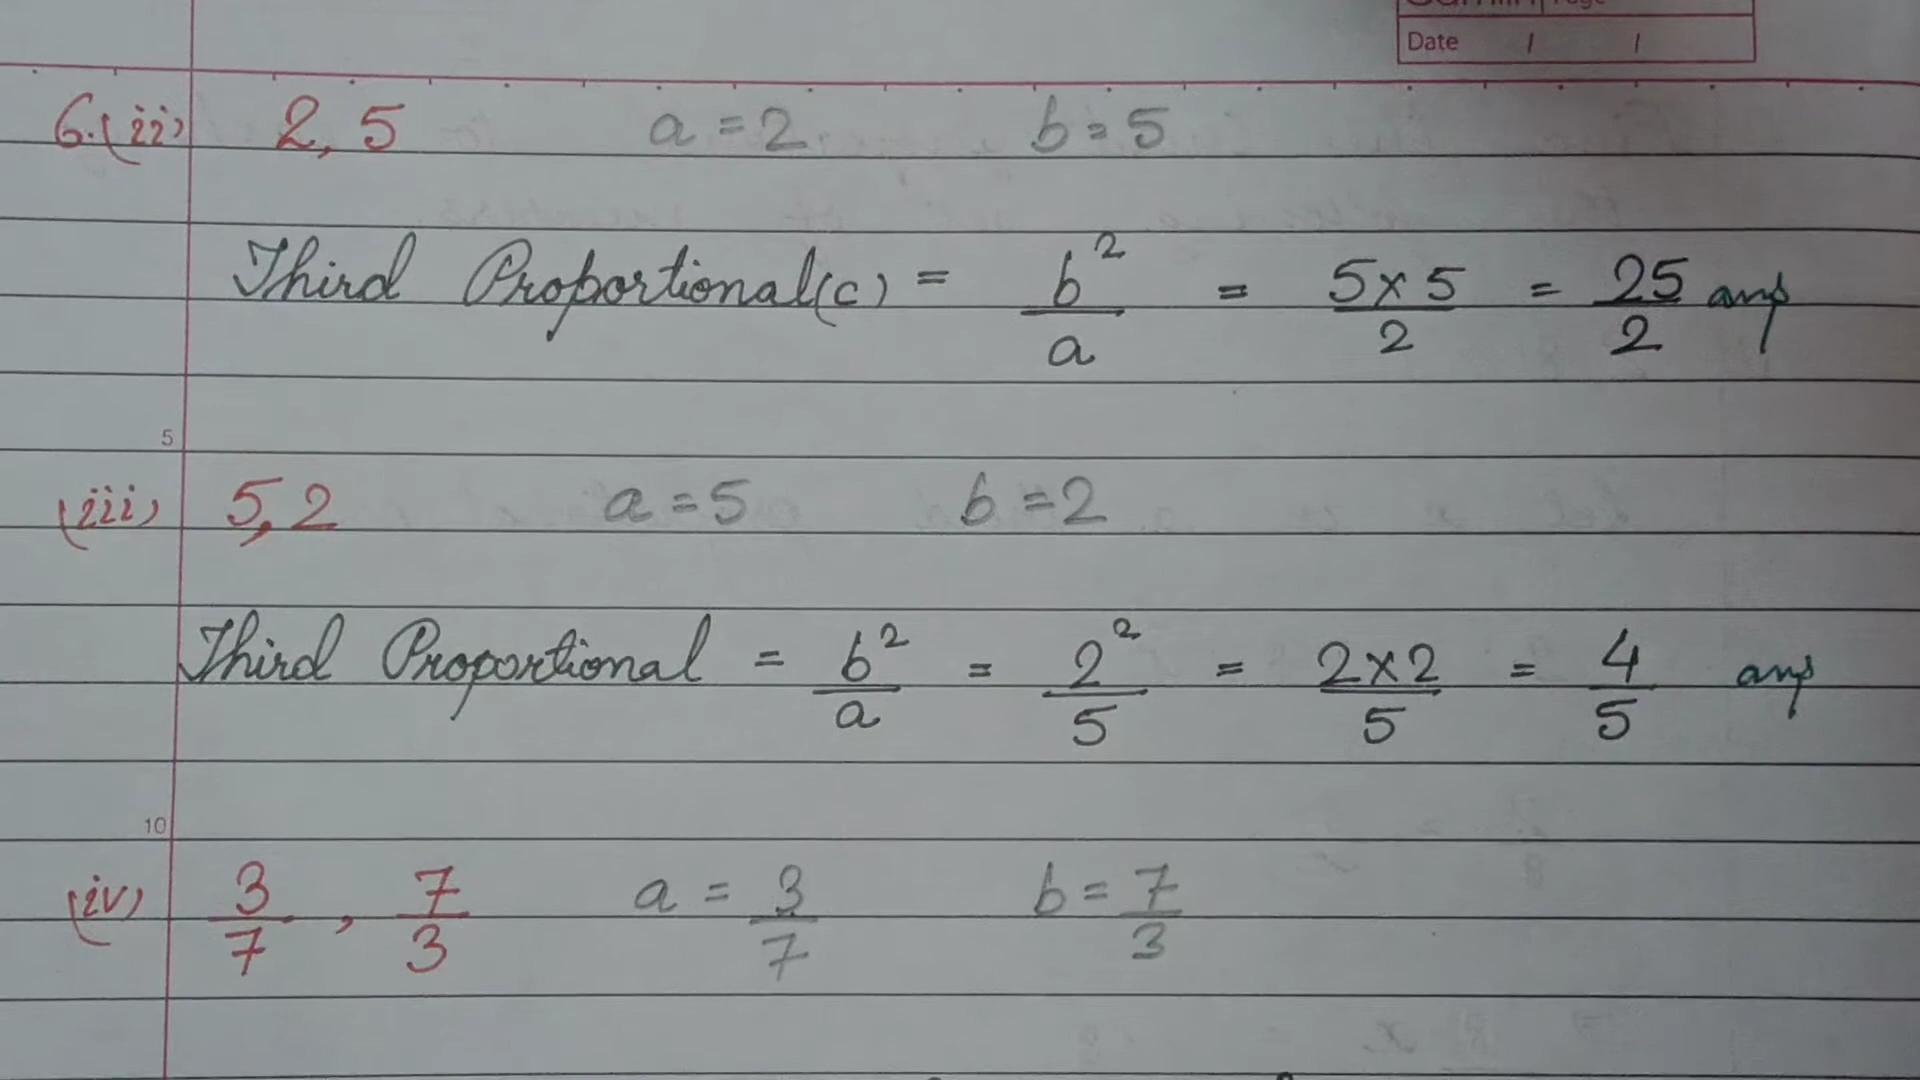 Date / /
6.(ii) 2, 5 a = 2 b = 5
Third Proportional(c) = b²/a = 5×5/2 = 25/2 ans
5
(iii) 5, 2 a = 5 b = 2
Third Proportional = b²/a = 2²/5 = 2×2/5 = 4/5 ans
10
(iv) 3/7 , 7/3 a = 3/7 b = 7/3